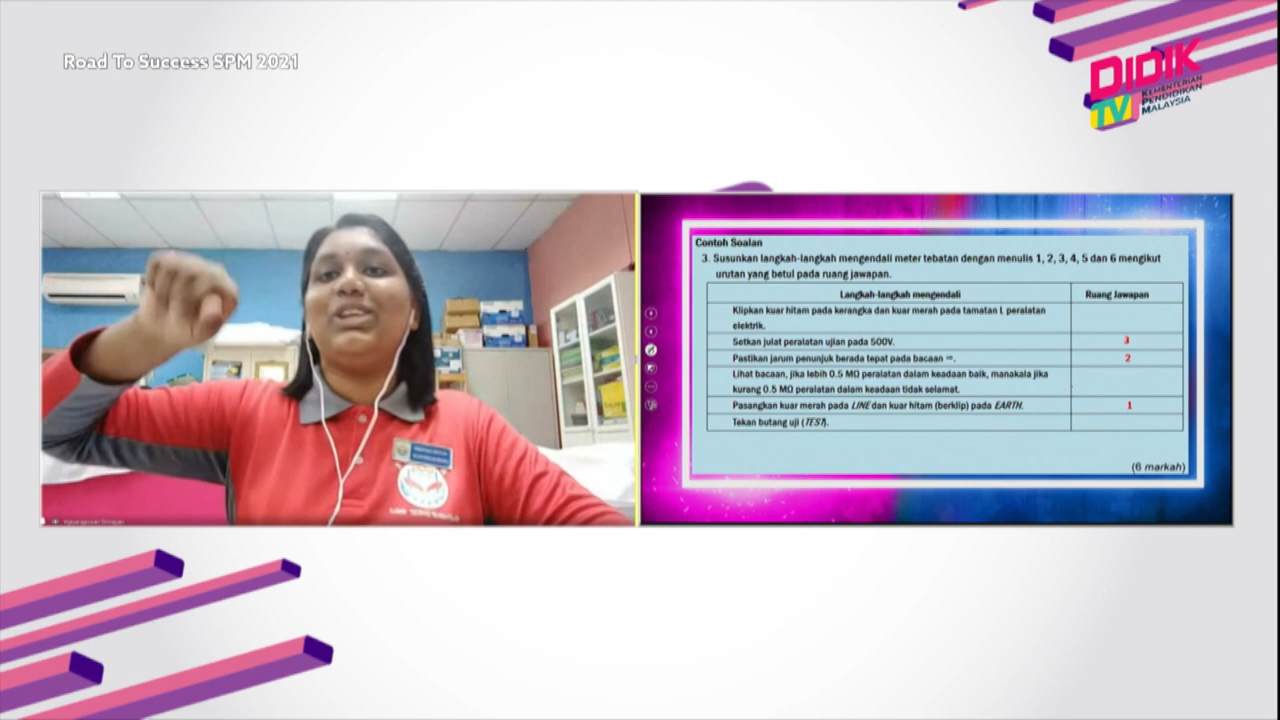 Road To Success SPM 2021
DIDIK
TV
KEMENTERIAN
PENDIDIKAN
MALAYSIA
Contoh Soalan
3. Susunkan langkah-langkah mengendali meter tebatan dengan menulis 1, 2, 3, 4, 5 dan 6 mengikut
urutan yang betul pada ruang jawapan.
Langkah-langkah mengendali Ruang Jawapan
Klipkan kuar hitam pada kerangka dan kuar merah pada tamatan L peralatan
elektrik.
Setkan julat peralatan ujian pada 500V. 3
Pastikan jarum penunjuk berada tepat pada bacaan ∞. 2
Lihat bacaan, jika lebih 0.5 MΩ peralatan dalam keadaan baik, manakala jika
kurang 0.5 MΩ peralatan dalam keadaan tidak selamat.
Pasangkan kuar merah pada LINE dan kuar hitam (berklip) pada EARTH. 1
Tekan butang uji (TEST).
(6 markah)